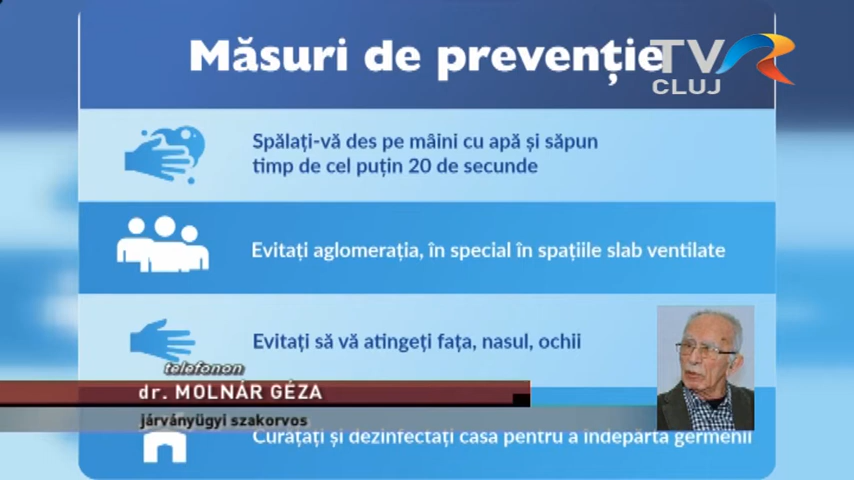 Măsuri de prevenție
TVR
CLUJ
Spălați-vă des pe mâini cu apă și săpun
timp de cel puțin 20 de secunde
Evitați aglomerația, în special în spațiile slab ventilate
Evitați să vă atingeți fața, nasul, ochii
telefonon
dr. MOLNÁR GÉZA
járványügyi szakorvos
Curățați și dezinfectați casa pentru a îndepărta germenii